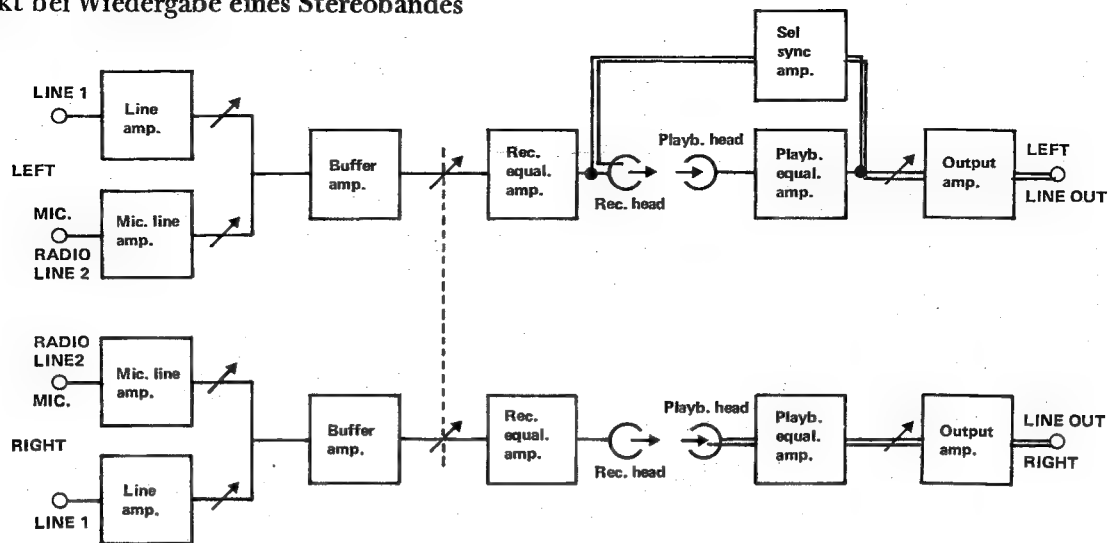 kt bei Wiedergabe eines Stereobandes
Sel
sync
amp.
LINE 1
Line
amp.
LEFT
MIC.
RADIO
LINE 2
Mic. line
amp.
Buffer
amp.
Rec.
equal.
amp.
Rec. head
Playb. head
Playb.
equal.
amp.
Output
amp.
LEFT
LINE OUT
RADIO
LINE2
MIC.
Mic. line
amp.
RIGHT
LINE 1
Line
amp.
Buffer
amp.
Rec.
equal.
amp.
Rec. head
Playb. head
Playb.
equal.
amp.
Output
amp.
LINE OUT
RIGHT